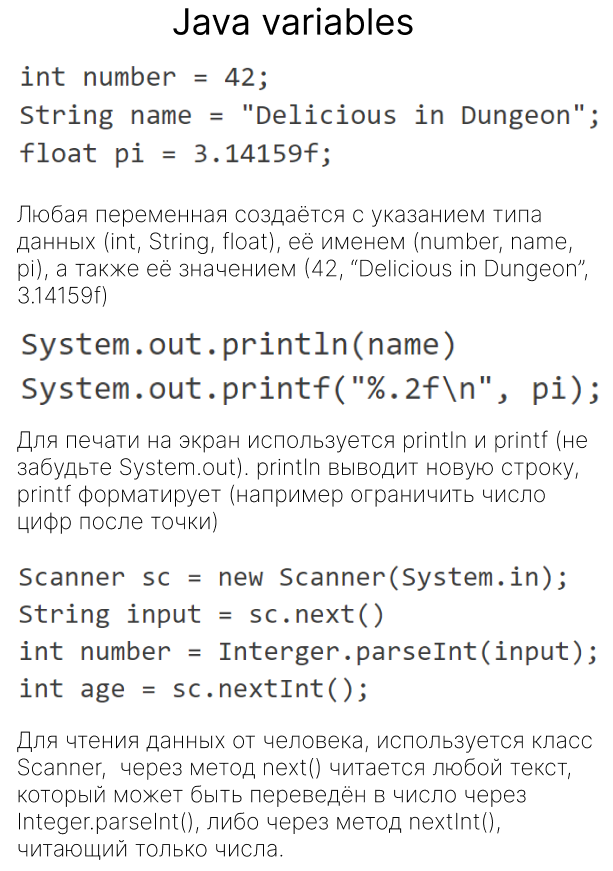 Java variables
int number = 42;
String name = "Delicious in Dungeon";
float pi = 3.14159f;
Любая переменная создаётся с указанием типа
данных (int, String, float), её именем (number, name,
pi), а также её значением (42, “Delicious in Dungeon”,
3.14159f)
System.out.println(name)
System.out.printf("%.2f\n", pi);
Для печати на экран используется println и printf (не
забудьте System.out). println выводит новую строку,
printf форматирует (например ограничить число
цифр после точки)
Scanner sc = new Scanner(System.in);
String input = sc.next()
int number = Interger.parseInt(input);
int age = sc.nextInt();
Для чтения данных от человека, используется класс
Scanner,  через метод next() читается любой текст,
который может быть переведён в число через
Integer.parseInt(), либо через метод nextInt(),
читающий только числа.